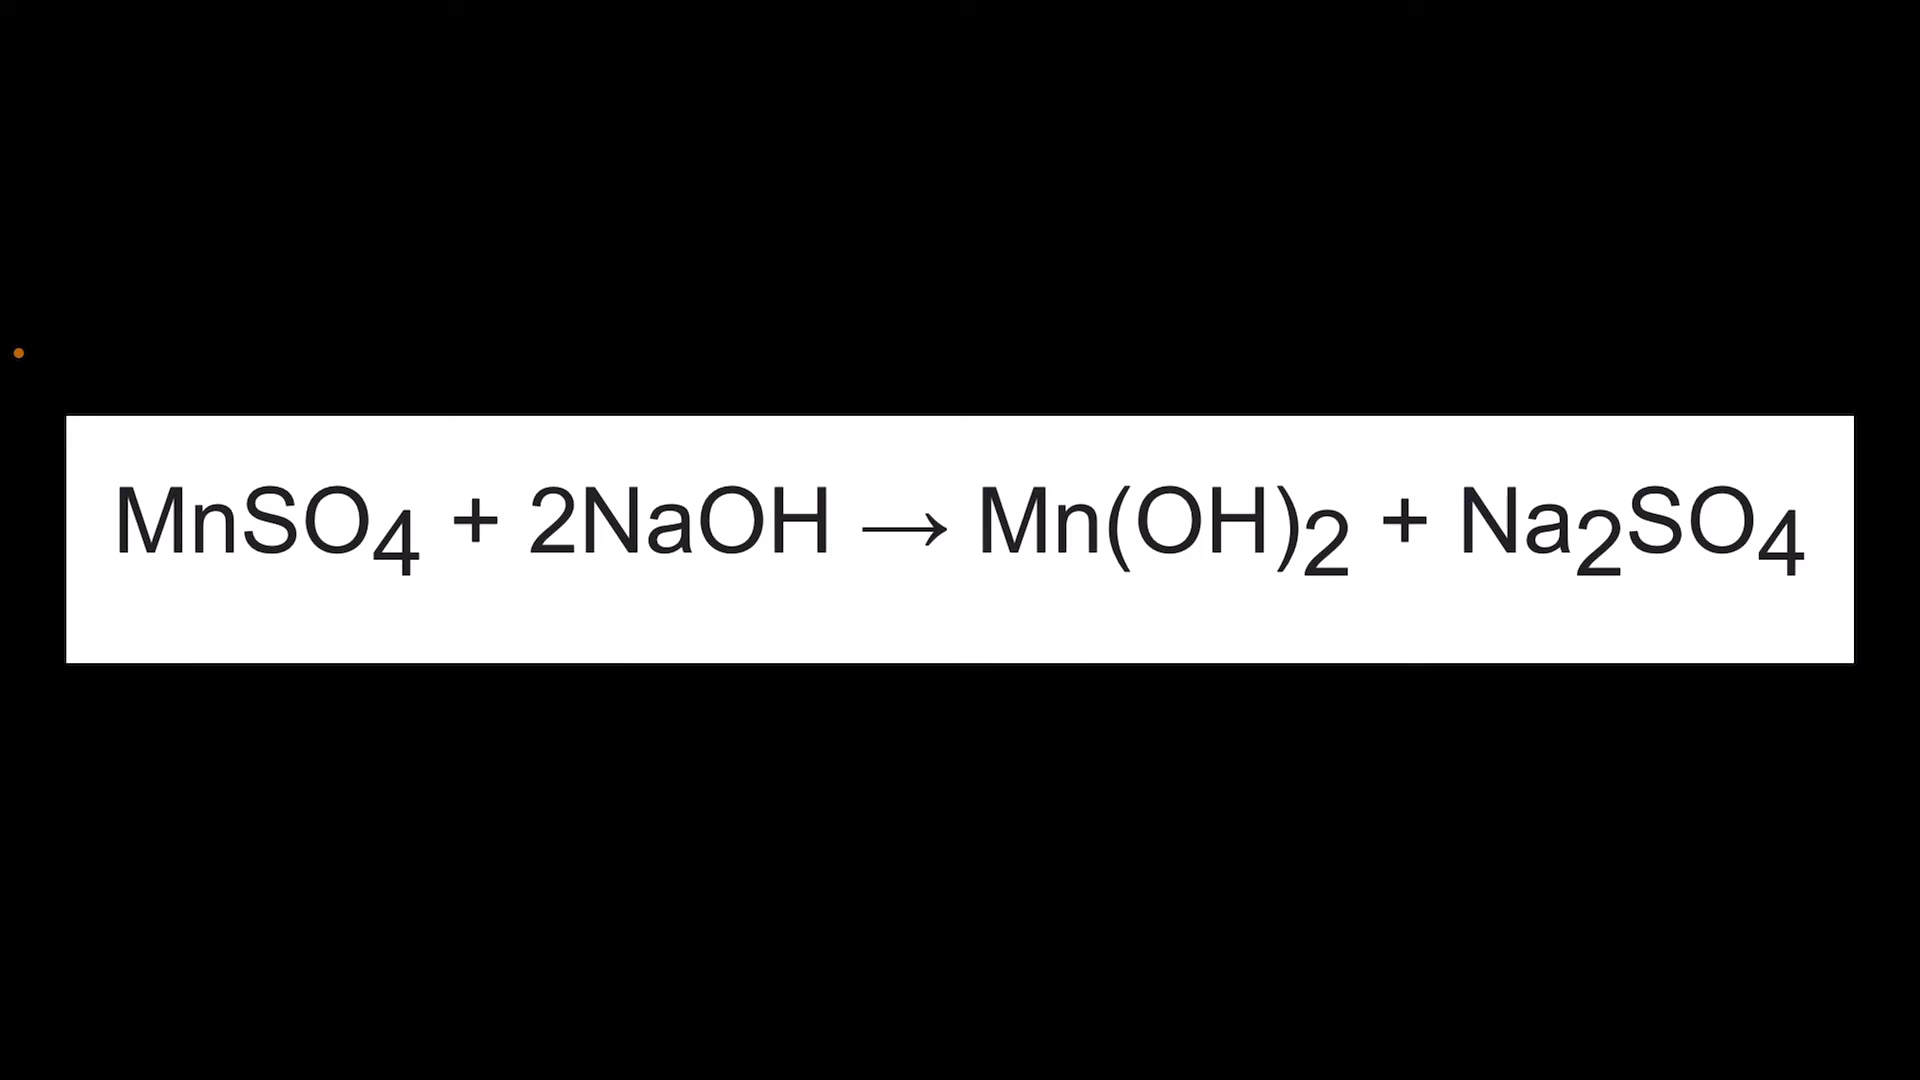 MnSO4 + 2NaOH → Mn(OH)2 + Na2SO4